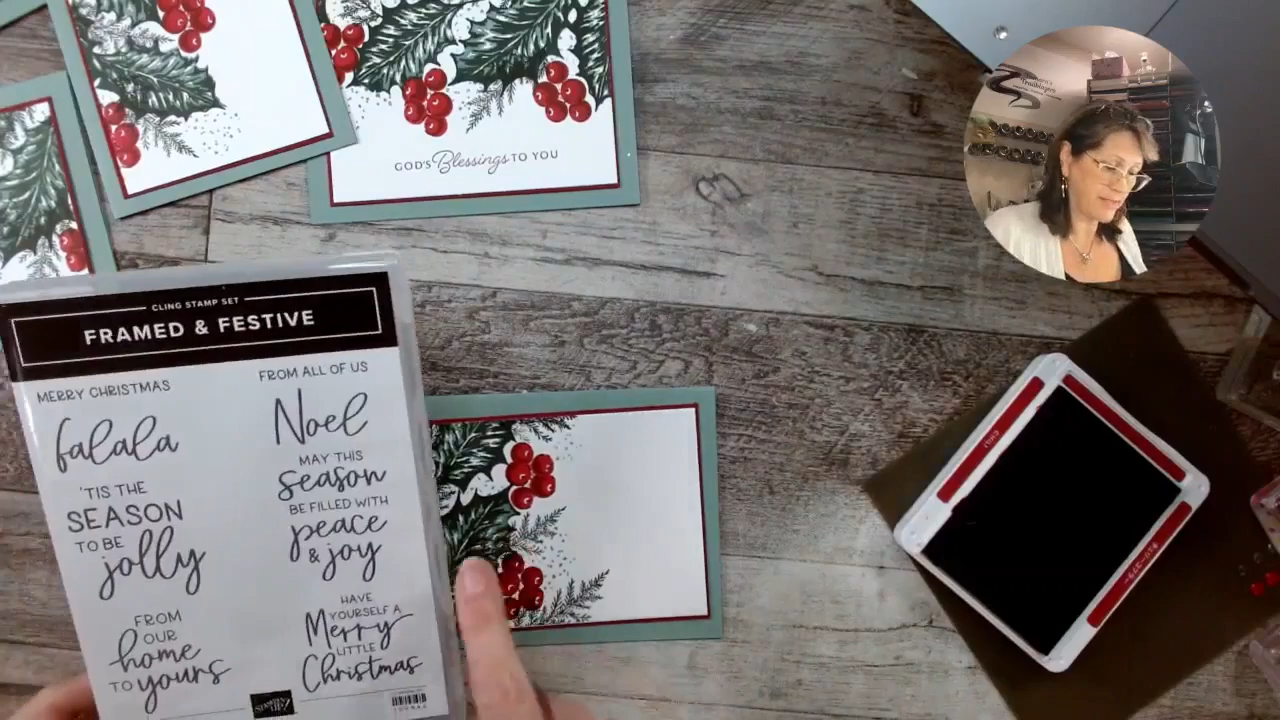 GOD'S Blessings TO YOU
CLING STAMP SET
FRAMED & FESTIVE
MERRY CHRISTMAS
falala
'TIS THE
SEASON
TO BE
jolly
FROM
OUR
home
TO yours
FROM ALL OF US
Noel
MAY THIS
season
BE FILLED WITH
peace
& joy
HAVE
YOURSELF A
Merry
LITTLE
Christmas
STAMPIN' UP!